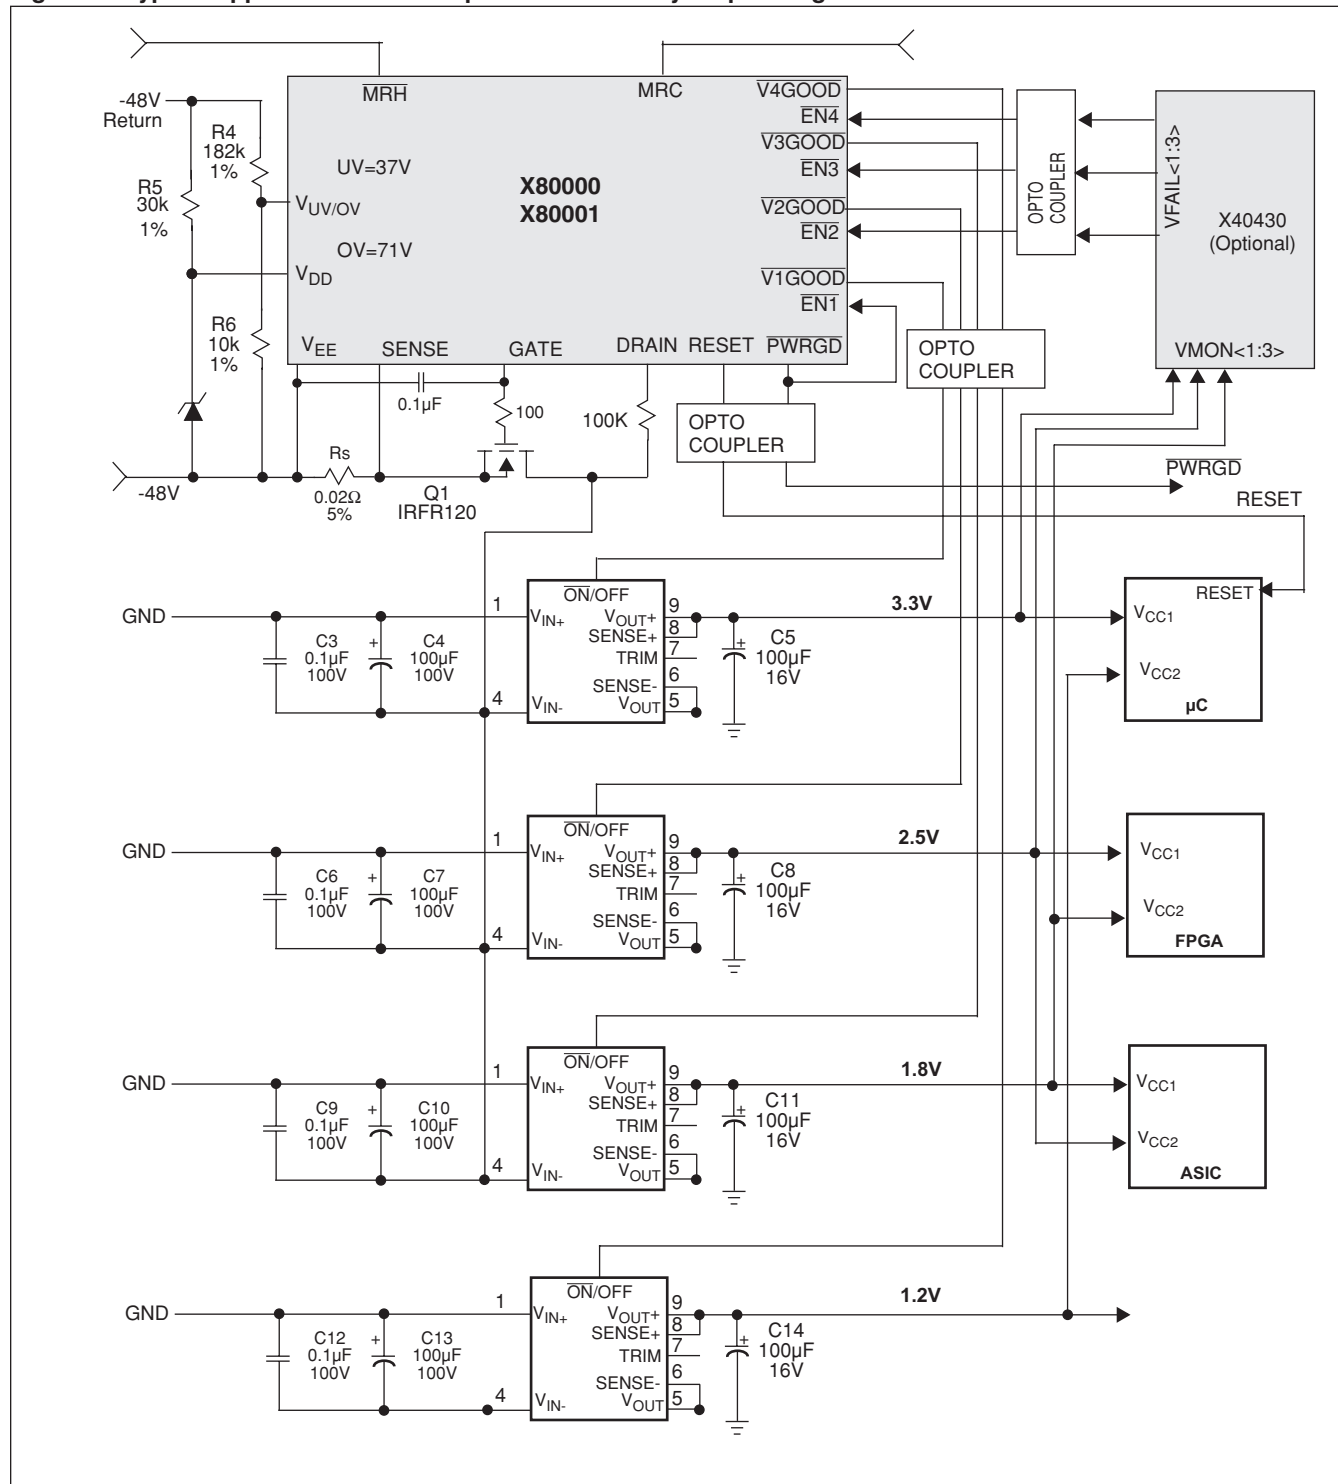 MRH
MRC
V4GOOD
EN4
V3GOOD
EN3
V2GOOD
EN2
V1GOOD
EN1
-48V
Return
R4
182k
1%
R5
30k
1%
UV=37V
VUV/OV
OV=71V
VDD
X80000
X80001
R6
10k
1%
VEE
SENSE
GATE
DRAIN
RESET
PWRGD
OPTO
COUPLER
VFAIL<1:3>
X40430
(Optional)
VMON<1:3>
OPTO
COUPLER
0.1µF
100
100K
OPTO
COUPLER
Rs
0.02Ω
5%
-48V
Q1
IRFR120
PWRGD
RESET
GND
1
C3
0.1µF
100V
+
C4
100µF
100V
4
ON/OFF
VIN+
VOUT+
SENSE+
TRIM
SENSE-
VOUT
VIN-
9
8
7
6
5
+
C5
100µF
16V
3.3V
RESET
VCC1
VCC2
µC
GND
1
C6
0.1µF
100V
+
C7
100µF
100V
4
ON/OFF
VIN+
VOUT+
SENSE+
TRIM
SENSE-
VOUT
VIN-
9
8
7
6
5
+
C8
100µF
16V
2.5V
VCC1
VCC2
FPGA
GND
1
C9
0.1µF
100V
+
C10
100µF
100V
4
ON/OFF
VIN+
VOUT+
SENSE+
TRIM
SENSE-
VOUT
VIN-
9
8
7
6
5
+
C11
100µF
16V
1.8V
VCC1
VCC2
ASIC
GND
1
C12
0.1µF
100V
+
C13
100µF
100V
4
ON/OFF
VIN+
VOUT+
SENSE+
TRIM
SENSE-
VOUT
VIN-
9
8
7
6
5
+
C14
100µF
16V
1.2V